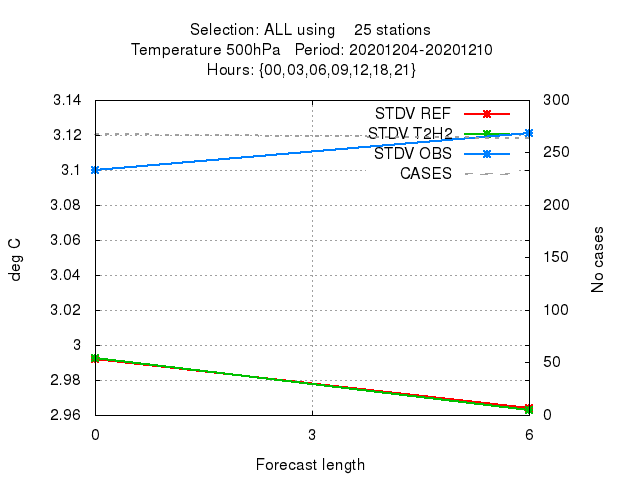 Selection: ALL using    25 stations
Temperature 500hPa   Period: 20201204-20201210
Hours: {00,03,06,09,12,18,21}
3.14
3.12
3.1
3.08
3.06
3.04
3.02
3
2.98
2.96
deg C
STDV REF
STDV T2H2
STDV OBS
CASES
300
250
200
150
100
50
0
No cases
0 3 6
Forecast length